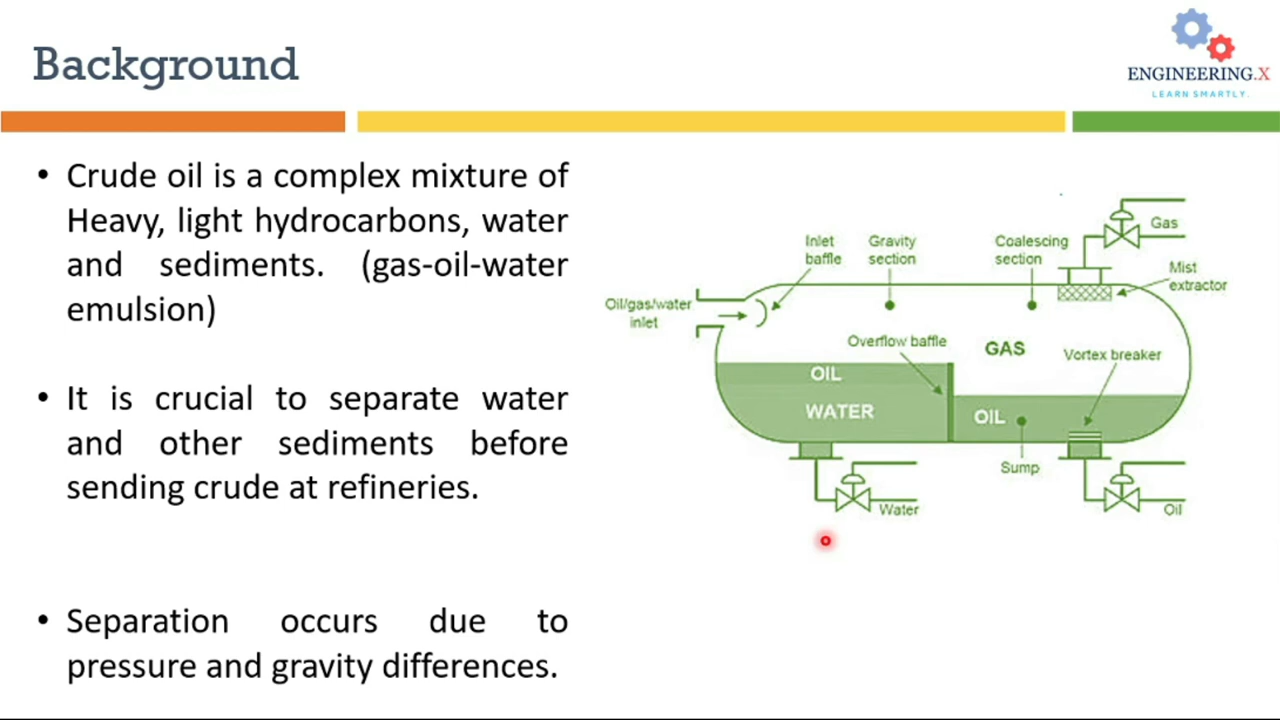 Background
ENGINEERING.X
LEARN SMARTLY.
• Crude oil is a complex mixture of
Heavy, light hydrocarbons, water
and sediments. (gas-oil-water
emulsion)
• It is crucial to separate water
and other sediments before
sending crude at refineries.
• Separation occurs due to
pressure and gravity differences.
Oil/gas/water
inlet
Inlet
baffle
Gravity
section
Coalescing
section
Gas
Mist
extractor
Overflow baffle
GAS
Vortex breaker
OIL
WATER
OIL
Sump
Water
Oil